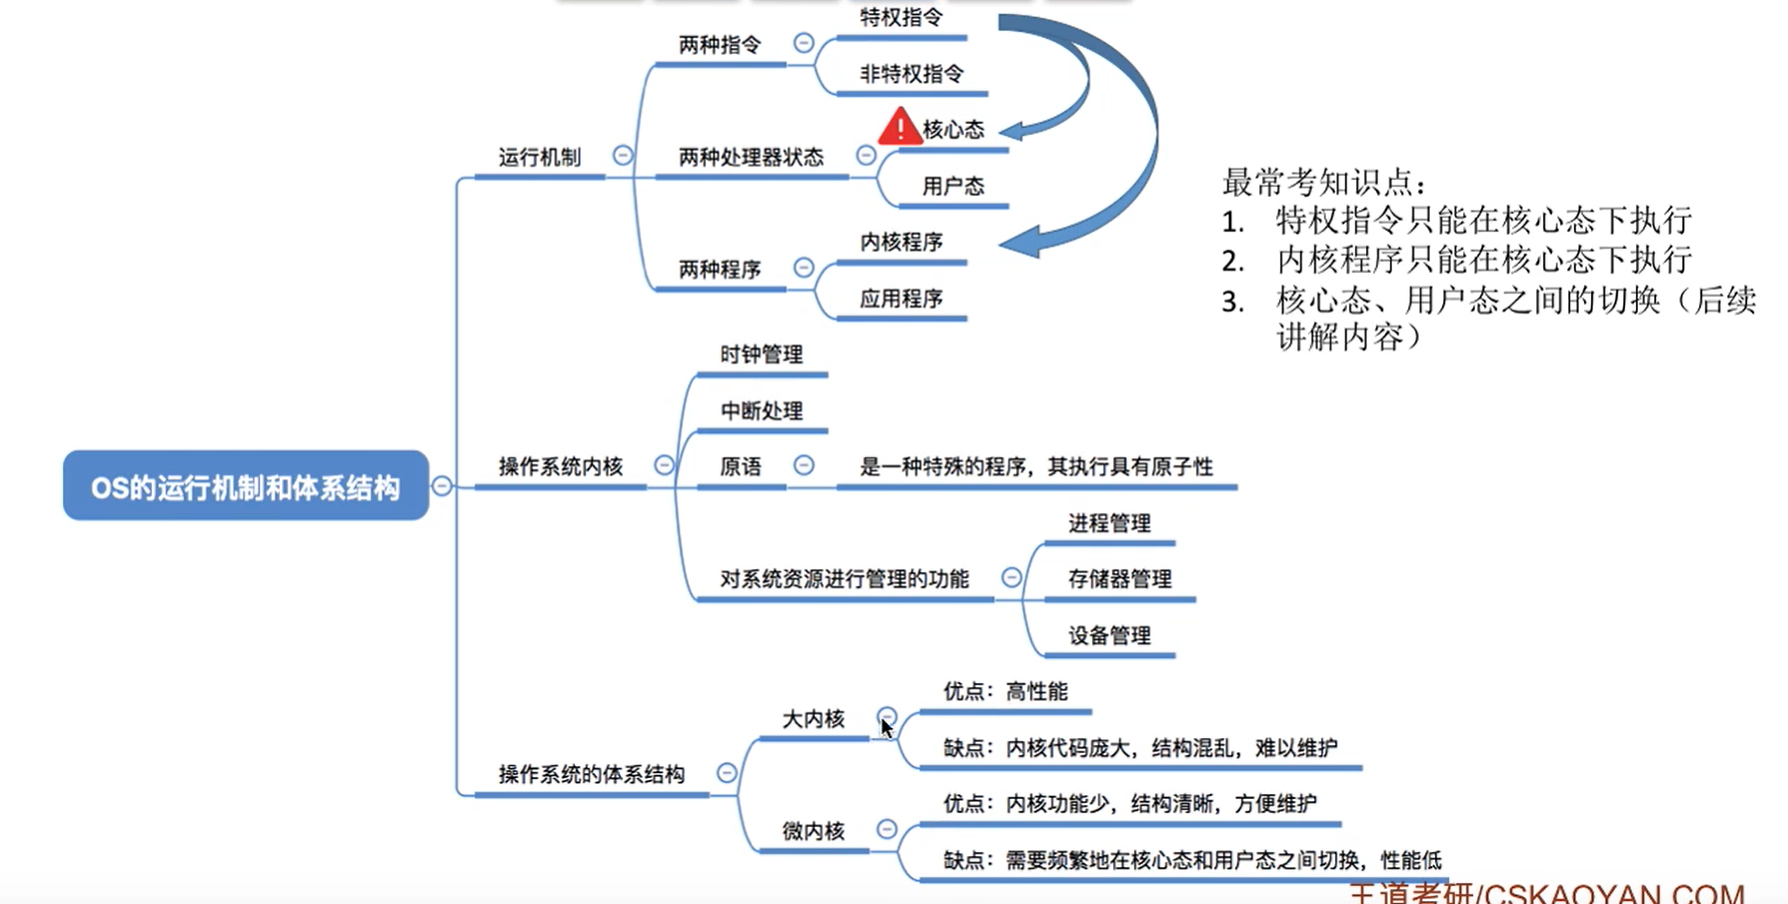 特权指令
两种指令
非特权指令
核心态
运行机制
两种处理器状态
用户态
内核程序
两种程序
应用程序
最常考知识点：
1. 特权指令只能在核心态下执行
2. 内核程序只能在核心态下执行
3. 核心态、用户态之间的切换（后续
讲解内容）
时钟管理
中断处理
操作系统内核
原语
是一种特殊的程序，其执行具有原子性
OS的运行机制和体系结构
进程管理
对系统资源进行管理的功能
存储器管理
设备管理
优点：高性能
大内核
缺点：内核代码庞大，结构混乱，难以维护
操作系统的体系结构
优点：内核功能少，结构清晰，方便维护
微内核
缺点：需要频繁地在核心态和用户态之间切换，性能低
王道考研/CSKAOYAN.COM